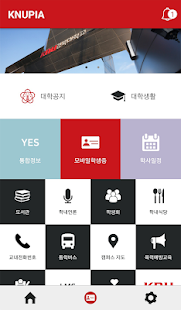 KNUPIA
1
대학공지
대학생활
YES
통합정보
모바일학생증
학사일정
도서관
학내언론
학생회
학내식당
교내전화번호
통학버스
캠퍼스 지도
폭력예방교육